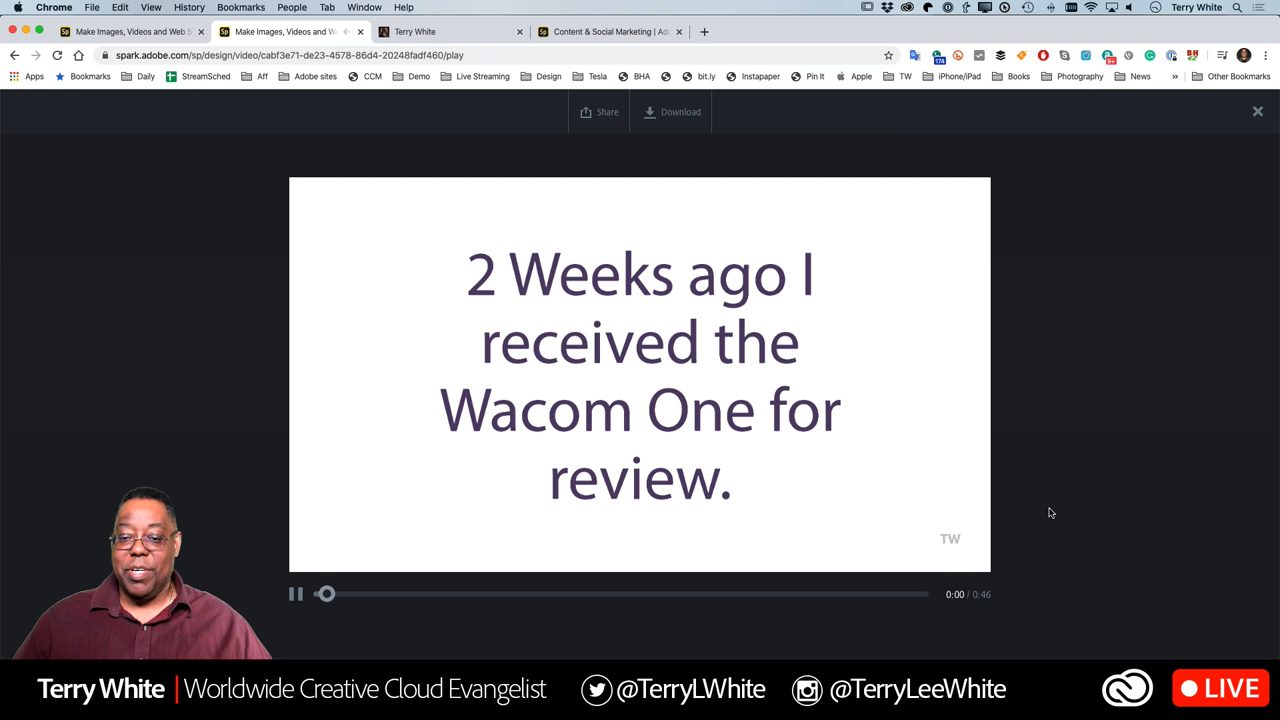 Chrome File Edit View History Bookmarks People Tab Window Help Terry White
Make Images, Videos and Web S
Make Images, Videos and W
Terry White
Content & Social Marketing | Ado
spark.adobe.com/sp/design/video/cabf3e71-de23-4578-86d4-20248fadf460/play
174
9+
Apps Bookmarks Daily StreamSched Aff Adobe sites CCM Demo Live Streaming Design Tesla BHA bit.ly Instapaper Pin It Apple TW iPhone/iPad Books Photography News » Other Bookmarks
Share Download
2 Weeks ago I
received the
Wacom One for
review.
TW
0:00 / 0:46
Terry White | Worldwide Creative Cloud Evangelist @TerryLWhite @TerryLeeWhite LIVE